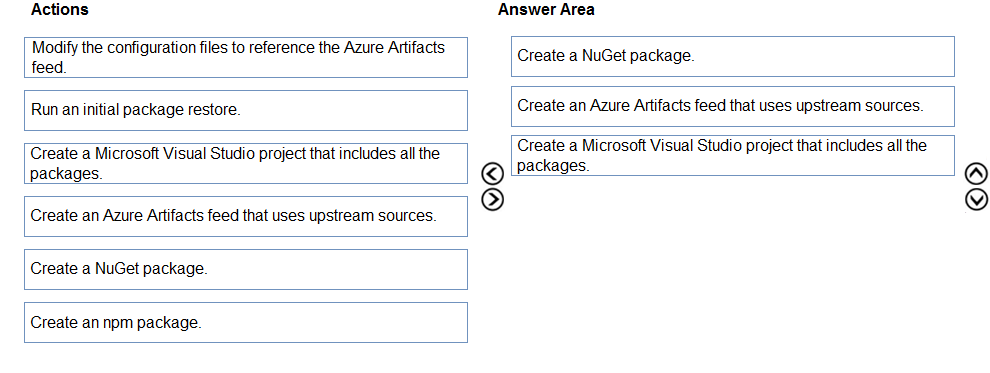 Actions
Modify the configuration files to reference the Azure Artifacts
feed.
Run an initial package restore.
Create a Microsoft Visual Studio project that includes all the
packages.
Create an Azure Artifacts feed that uses upstream sources.
Create a NuGet package.
Create an npm package.
Answer Area
Create a NuGet package.
Create an Azure Artifacts feed that uses upstream sources.
Create a Microsoft Visual Studio project that includes all the
packages.